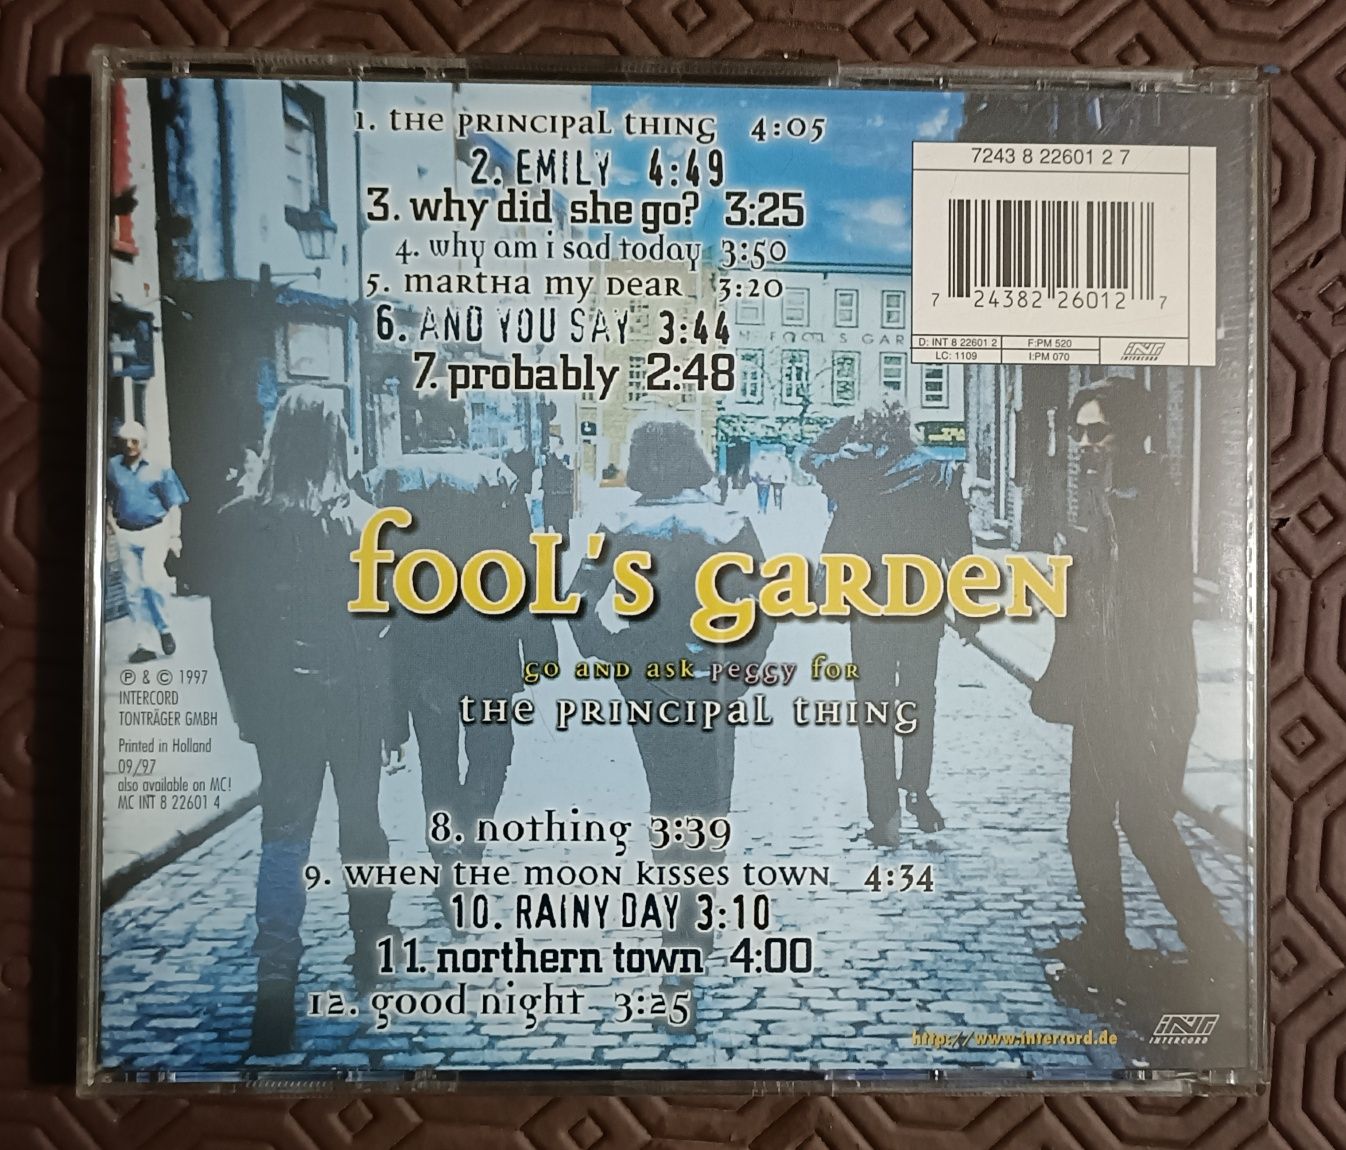 1. the principal thing 4:05
2. EMILY 4:49
3. why did she go? 3:25
4. why am i sad today 3:50
5. martha my dear 3:20
6. AND YOU SAY 3:44
7. probably 2:48
7243 8 22601 2 7
7 24382 26012 7
D: INT 8 22601 2 F:PM 520
LC: 1109 I:PM 070
INT
INTERCORD
FOOL'S GAR
fool's garden
go and ask peggy for
the principal thing
℗ & © 1997
INTERCORD
TONTRÄGER GMBH
Printed in Holland
09/97
also available on MC!
MC INT 8 22601 4
8. nothing 3:39
9. when the moon kisses town 4:34
10. RAINY DAY 3:10
11. northern town 4:00
12. good night 3:25
http://www.intercord.de
INT
INTERCORD